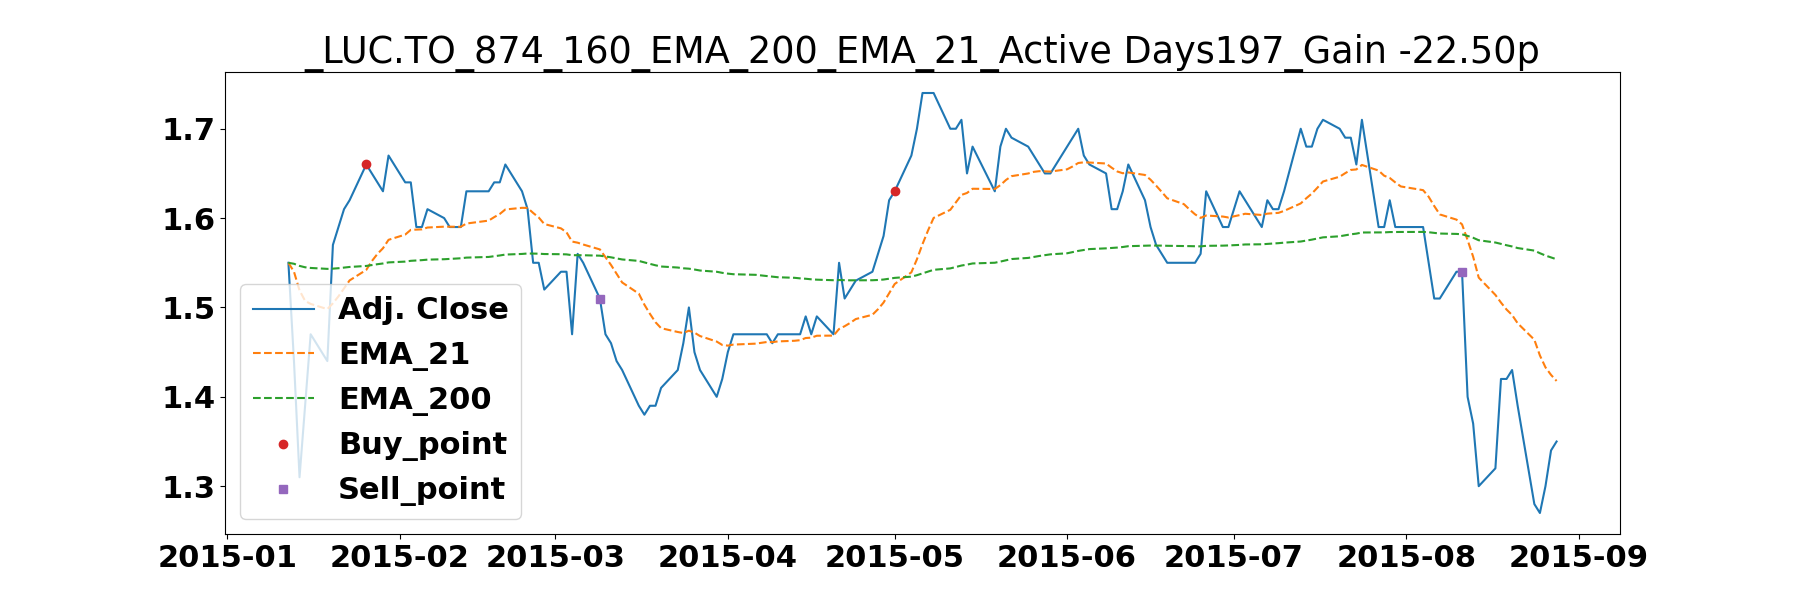 _LUC.TO_874_160_EMA_200_EMA_21_Active Days197_Gain -22.50p
1.7
1.6
1.5
1.4
1.3
Adj. Close
EMA_21
EMA_200
Buy_point
Sell_point
2015-01 2015-02 2015-03 2015-04 2015-05 2015-06 2015-07 2015-08 2015-09